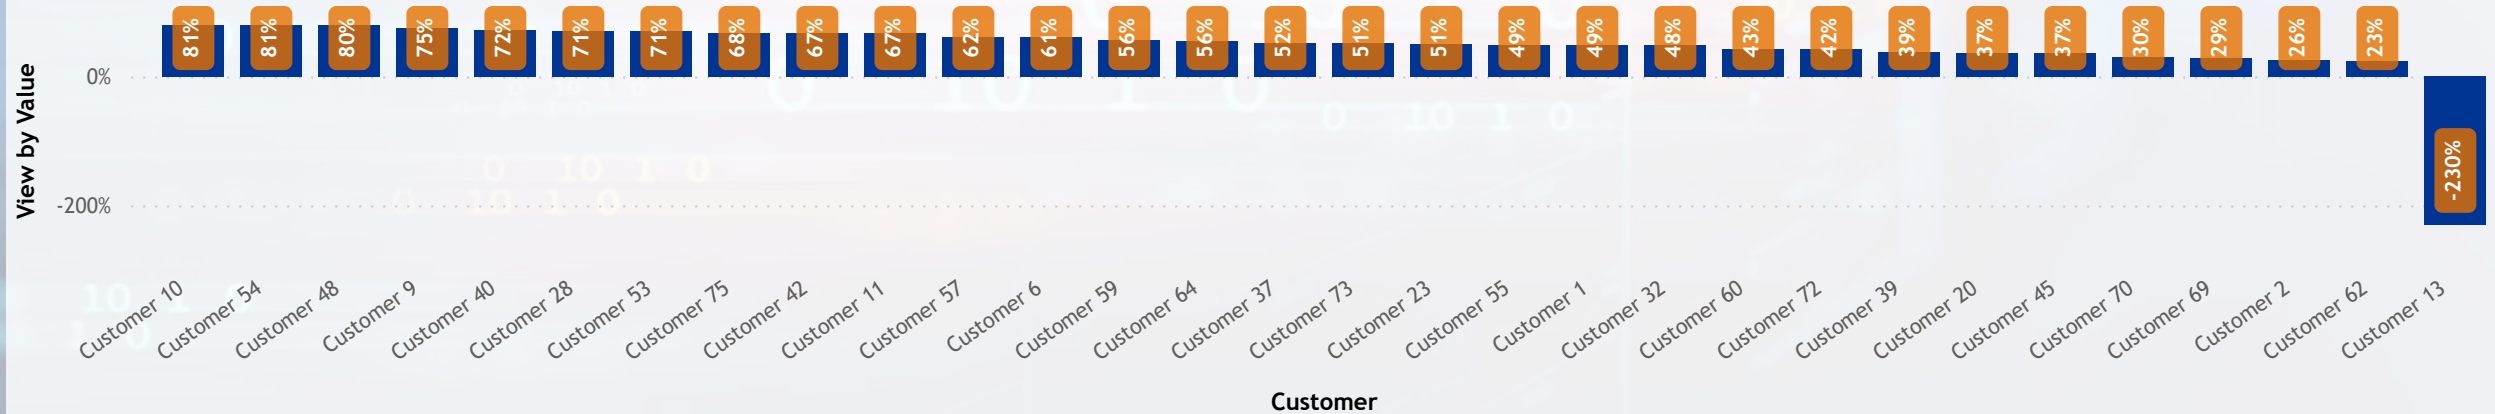 View by Value
0%
-200%
81%
81%
80%
75%
72%
71%
71%
68%
67%
67%
62%
61%
56%
56%
52%
51%
51%
49%
49%
48%
43%
42%
39%
37%
37%
30%
29%
26%
23%
-230%
Customer 10
Customer 54
Customer 48
Customer 9
Customer 40
Customer 28
Customer 53
Customer 75
Customer 42
Customer 11
Customer 57
Customer 6
Customer 59
Customer 64
Customer 37
Customer 73
Customer 23
Customer 55
Customer 1
Customer 32
Customer 60
Customer 72
Customer 39
Customer 20
Customer 45
Customer 70
Customer 69
Customer 2
Customer 62
Customer 13
Customer